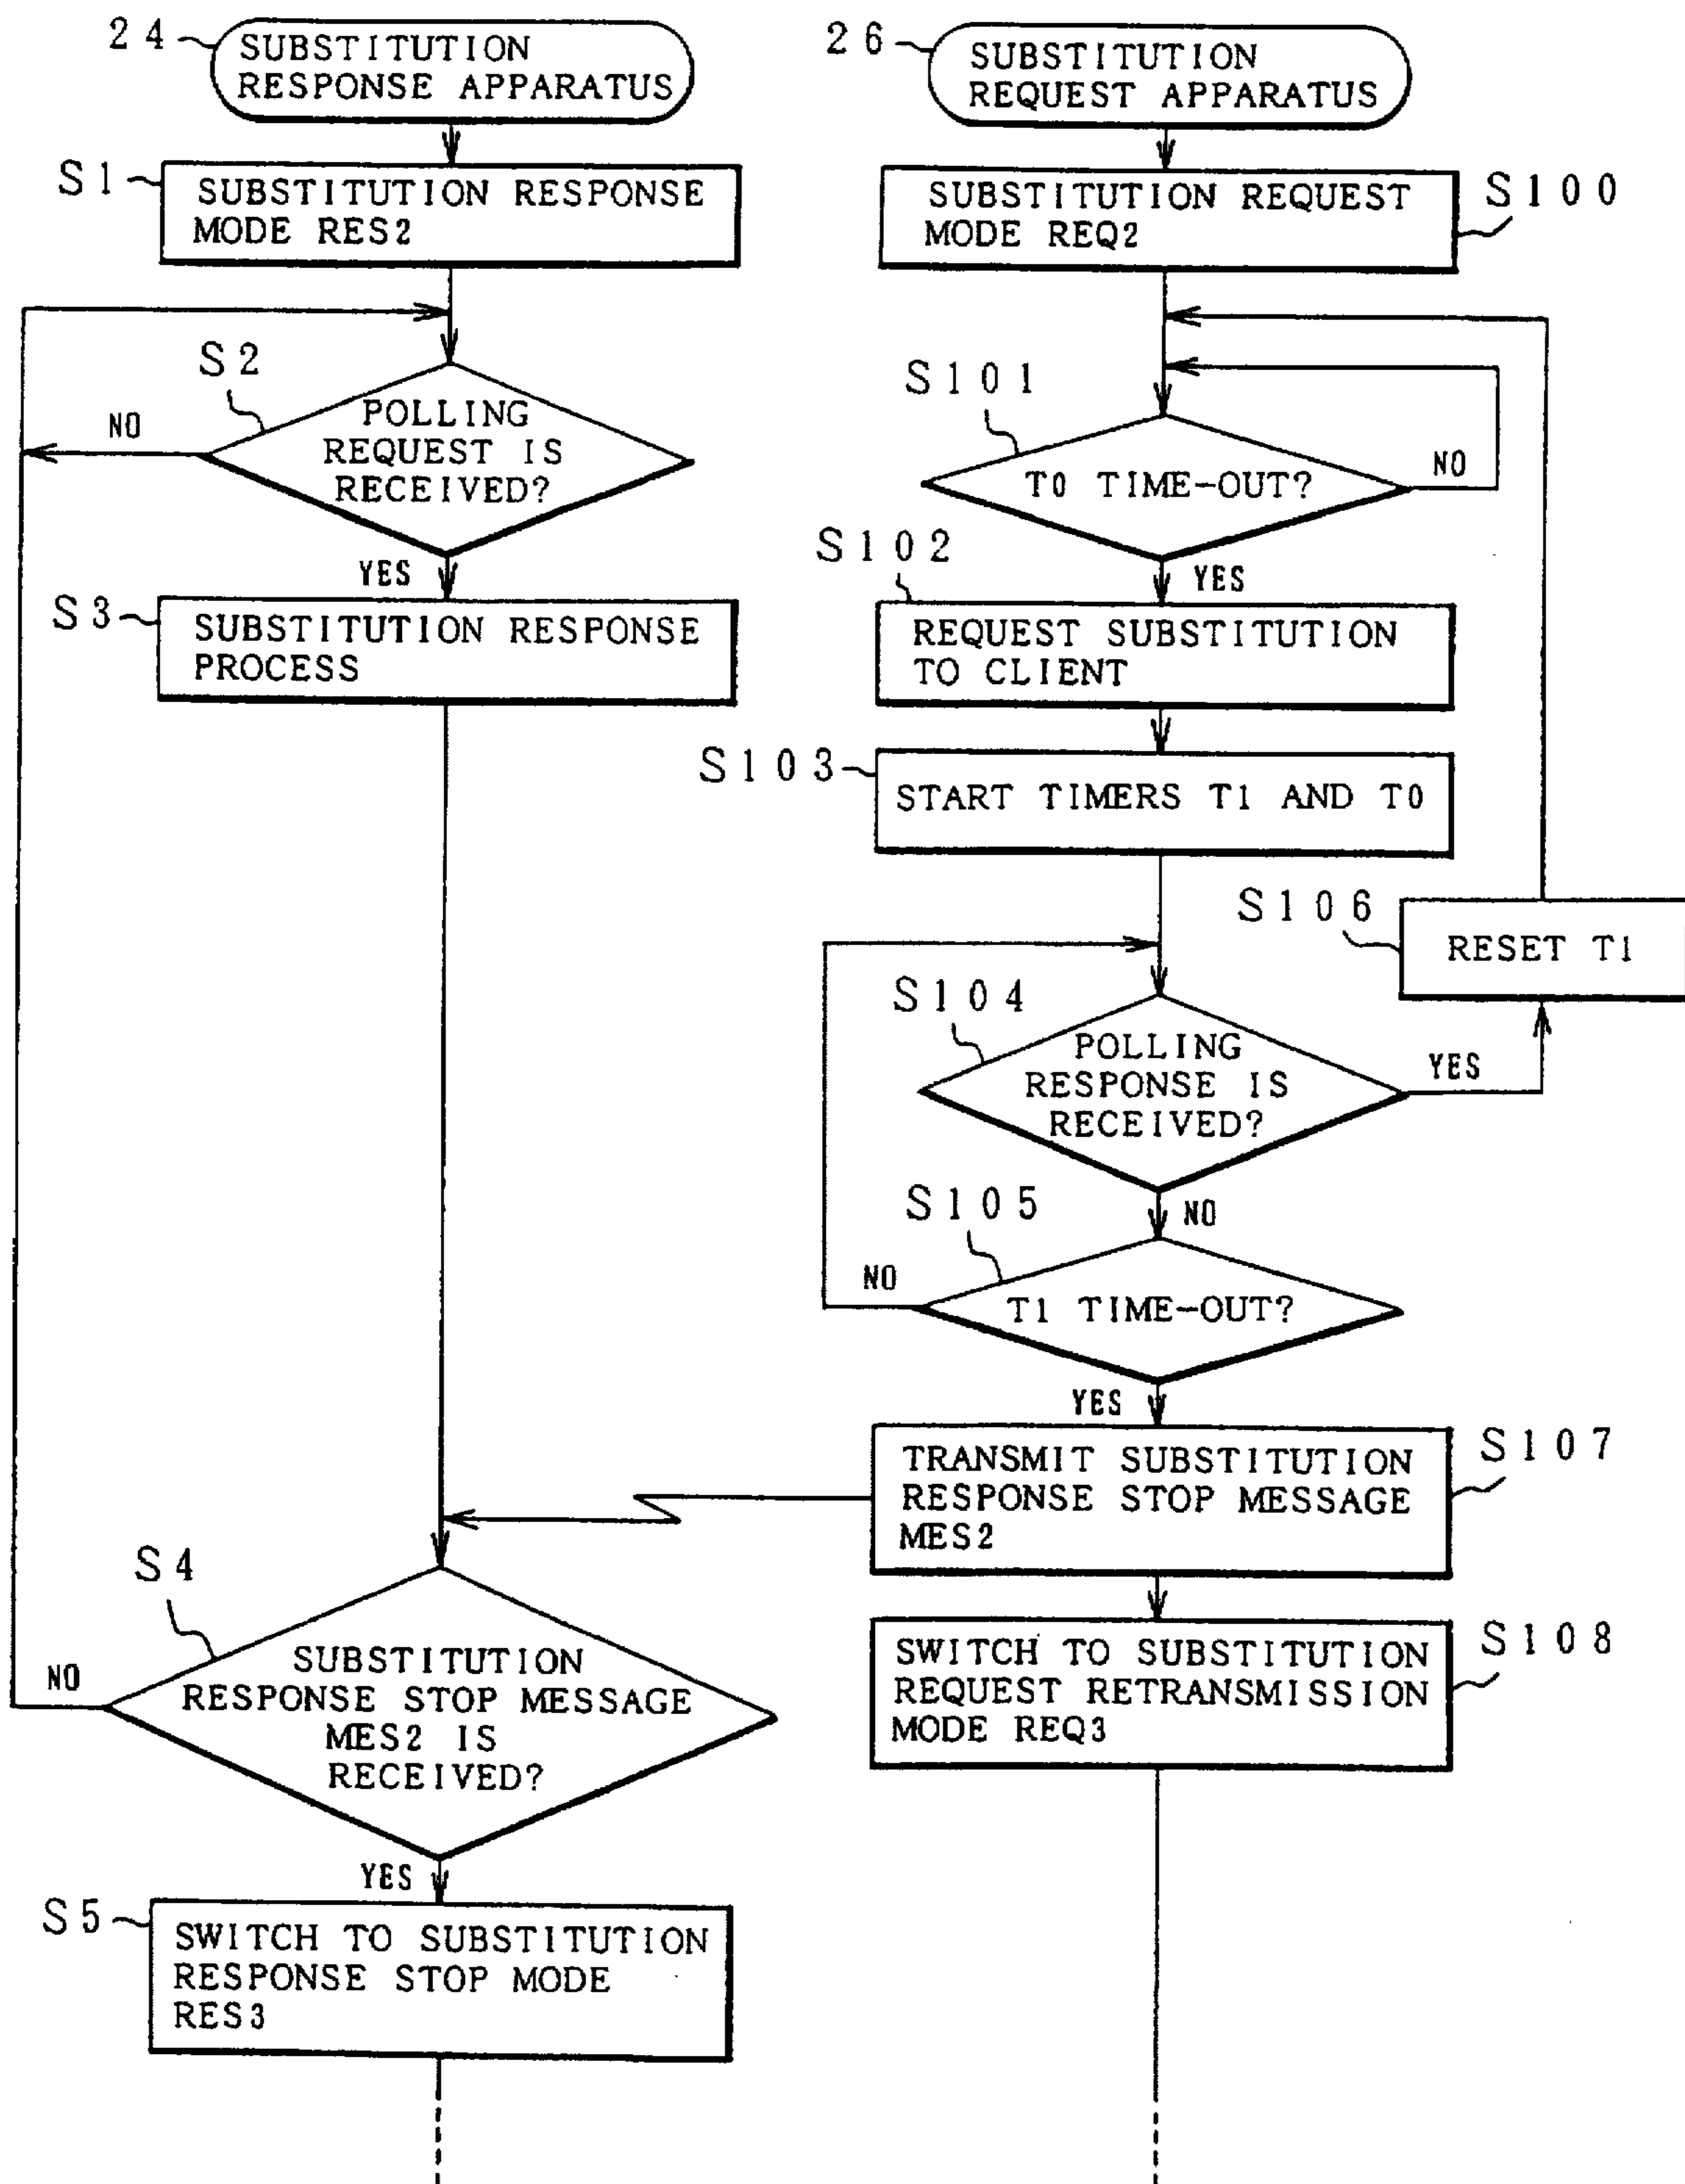 24
SUBSTITUTION
RESPONSE APPARATUS
S1
SUBSTITUTION RESPONSE
MODE RES2
S2
POLLING
REQUEST IS
RECEIVED?
NO
YES
S3
SUBSTITUTION RESPONSE
PROCESS
S4
SUBSTITUTION
RESPONSE STOP MESSAGE
MES2 IS
RECEIVED?
NO
YES
S5
SWITCH TO SUBSTITUTION
RESPONSE STOP MODE
RES3
26
SUBSTITUTION
REQUEST APPARATUS
SUBSTITUTION REQUEST
MODE REQ2
S100
S101
T0 TIME-OUT?
NO
YES
S102
REQUEST SUBSTITUTION
TO CLIENT
S103
START TIMERS T1 AND T0
S106
RESET T1
S104
POLLING
RESPONSE IS
RECEIVED?
YES
NO
S105
T1 TIME-OUT?
NO
YES
TRANSMIT SUBSTITUTION
RESPONSE STOP MESSAGE
MES2
S107
SWITCH TO SUBSTITUTION
REQUEST RETRANSMISSION
MODE REQ3
S108